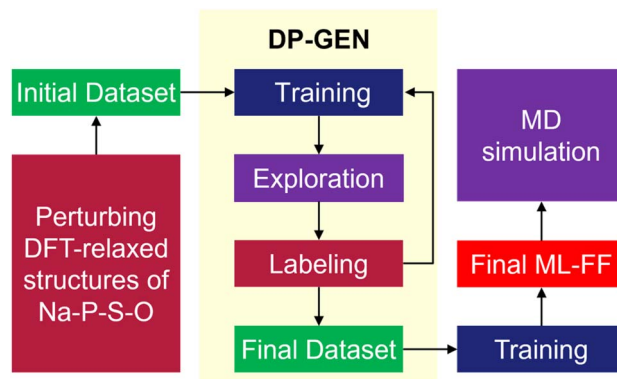 DP-GEN
Initial Dataset
Training
Exploration
Labeling
Final Dataset
Perturbing
DFT-relaxed
structures of
Na-P-S-O
MD
simulation
Final ML-FF
Training